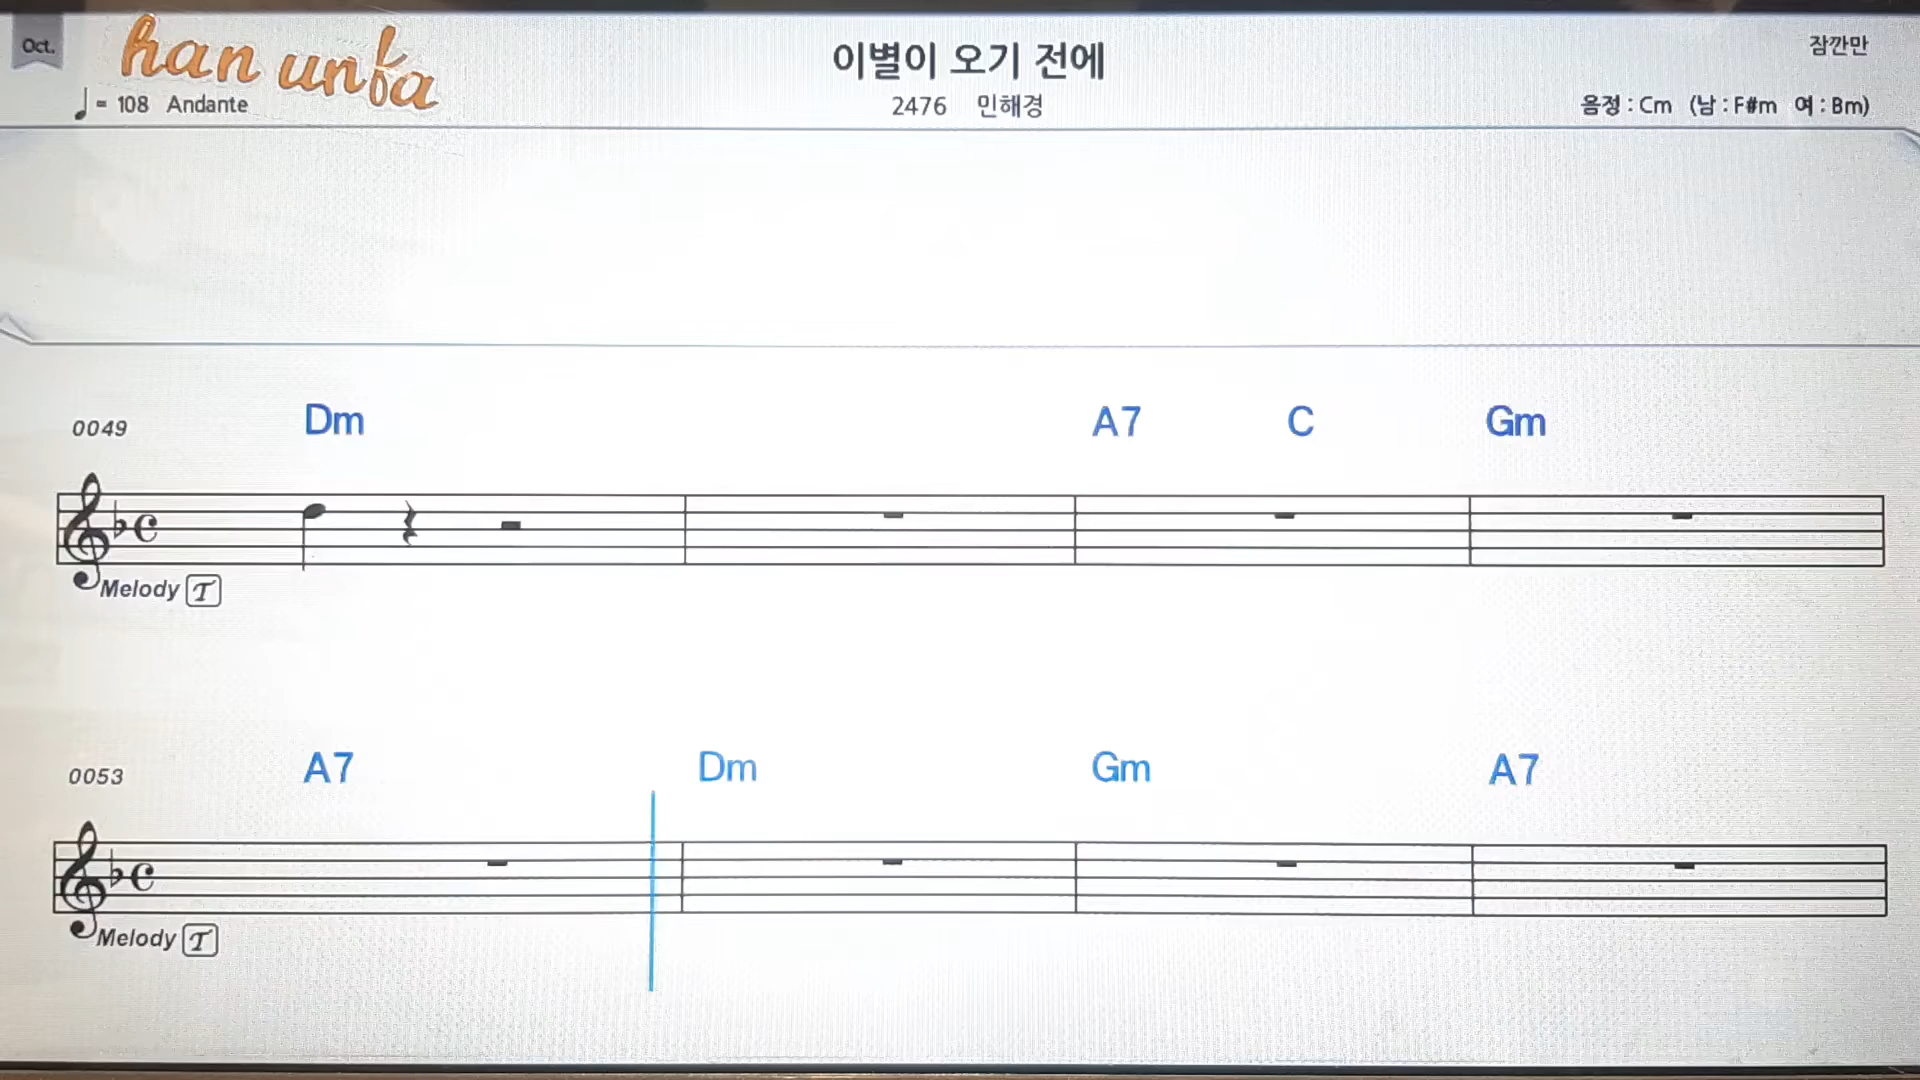 Oct.
han unfa
이별이 오기 전에
잠깐만
♩ = 108 Andante
2476 민해경
음정 : Cm (남 : F#m 여 : Bm)
0049 Dm A7 C Gm
Melody T
0053 A7 Dm Gm A7
Melody T